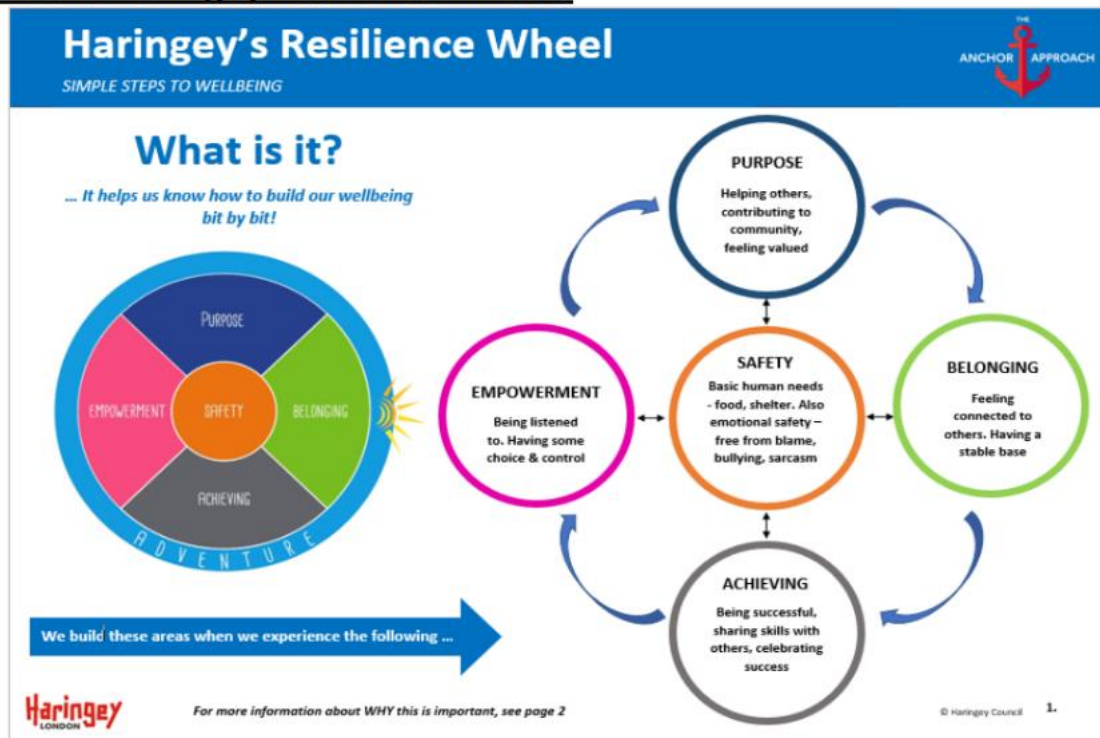 Haringey's Resilience Wheel
SIMPLE STEPS TO WELLBEING
THE
ANCHOR APPROACH
What is it?
... It helps us know how to build our wellbeing
bit by bit!
PURPOSE
EMPOWERMENT
SAFETY
BELONGING
ACHIEVING
ADVENTURE
We build these areas when we experience the following ...
PURPOSE
Helping others,
contributing to
community,
feeling valued
EMPOWERMENT
Being listened
to. Having some
choice & control
SAFETY
Basic human needs
- food, shelter. Also
emotional safety –
free from blame,
bullying, sarcasm
BELONGING
Feeling
connected to
others. Having a
stable base
ACHIEVING
Being successful,
sharing skills with
others, celebrating
success
Haringey
LONDON
For more information about WHY this is important, see page 2
© Haringey Council
1.